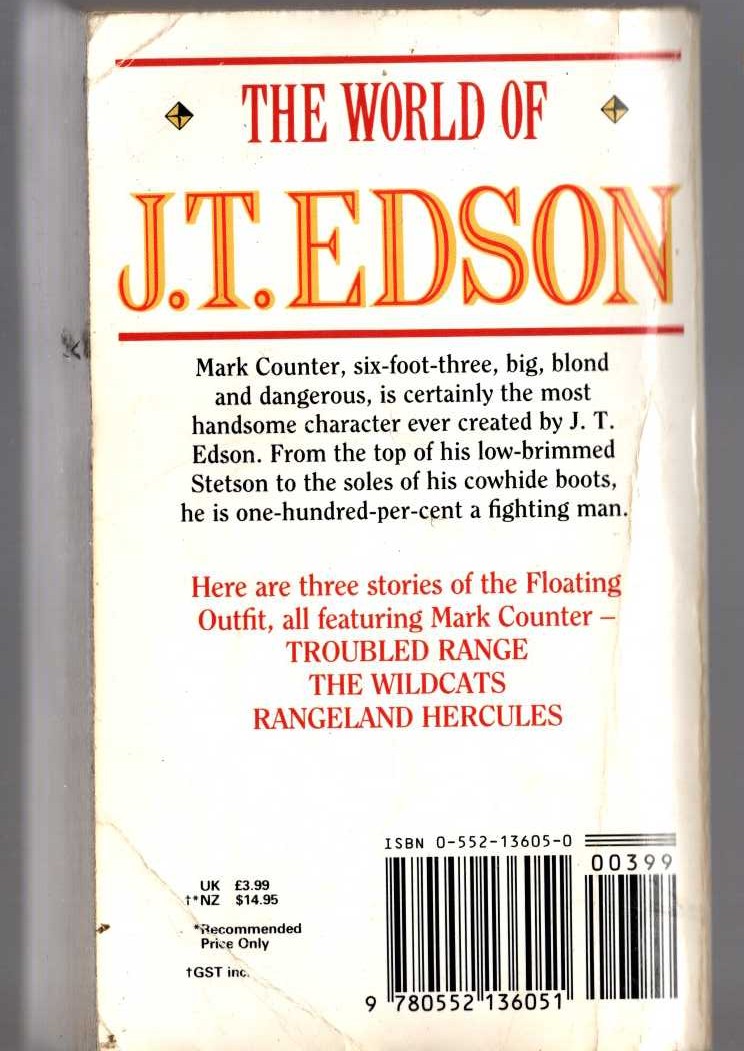 THE WORLD OF
J.T. EDSON
Mark Counter, six-foot-three, big, blond
and dangerous, is certainly the most
handsome character ever created by J. T.
Edson. From the top of his low-brimmed
Stetson to the soles of his cowhide boots,
he is one-hundred-per-cent a fighting man.
Here are three stories of the Floating
Outfit, all featuring Mark Counter –
TROUBLED RANGE
THE WILDCATS
RANGELAND HERCULES
ISBN 0-552-13605-0
00399
UK £3.99
†*NZ $14.95
*Recommended
Price Only
†GST inc.
9 780552 136051